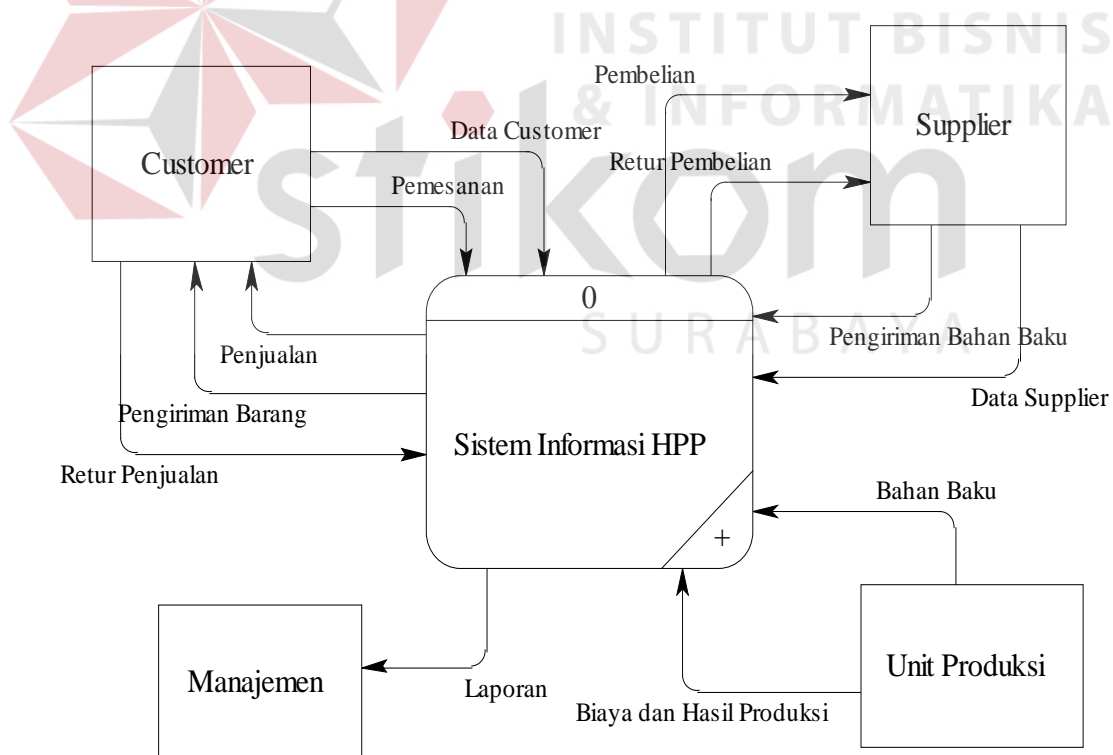 INSTITUT BISNIS
& INFORMATIKA
stikom
SURABAYA
Customer
Data Customer
Pemesanan
Pembelian
Retur Pembelian
Supplier
0
Sistem Informasi HPP
+
Penjualan
Pengiriman Barang
Retur Penjualan
Pengiriman Bahan Baku
Data Supplier
Bahan Baku
Manajemen
Laporan
Biaya dan Hasil Produksi
Unit Produksi